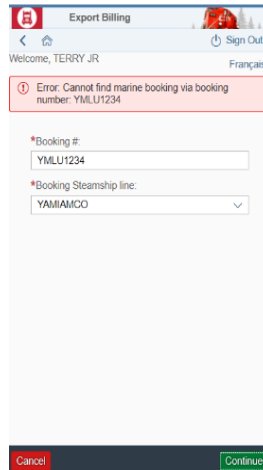 Export Billing
Sign Out
Welcome, TERRY JR
Français
Error: Cannot find marine booking via booking
number: YMLU1234
*Booking #:
YMLU1234
*Booking Steamship line:
YAMIAMCO
Cancel
Continue